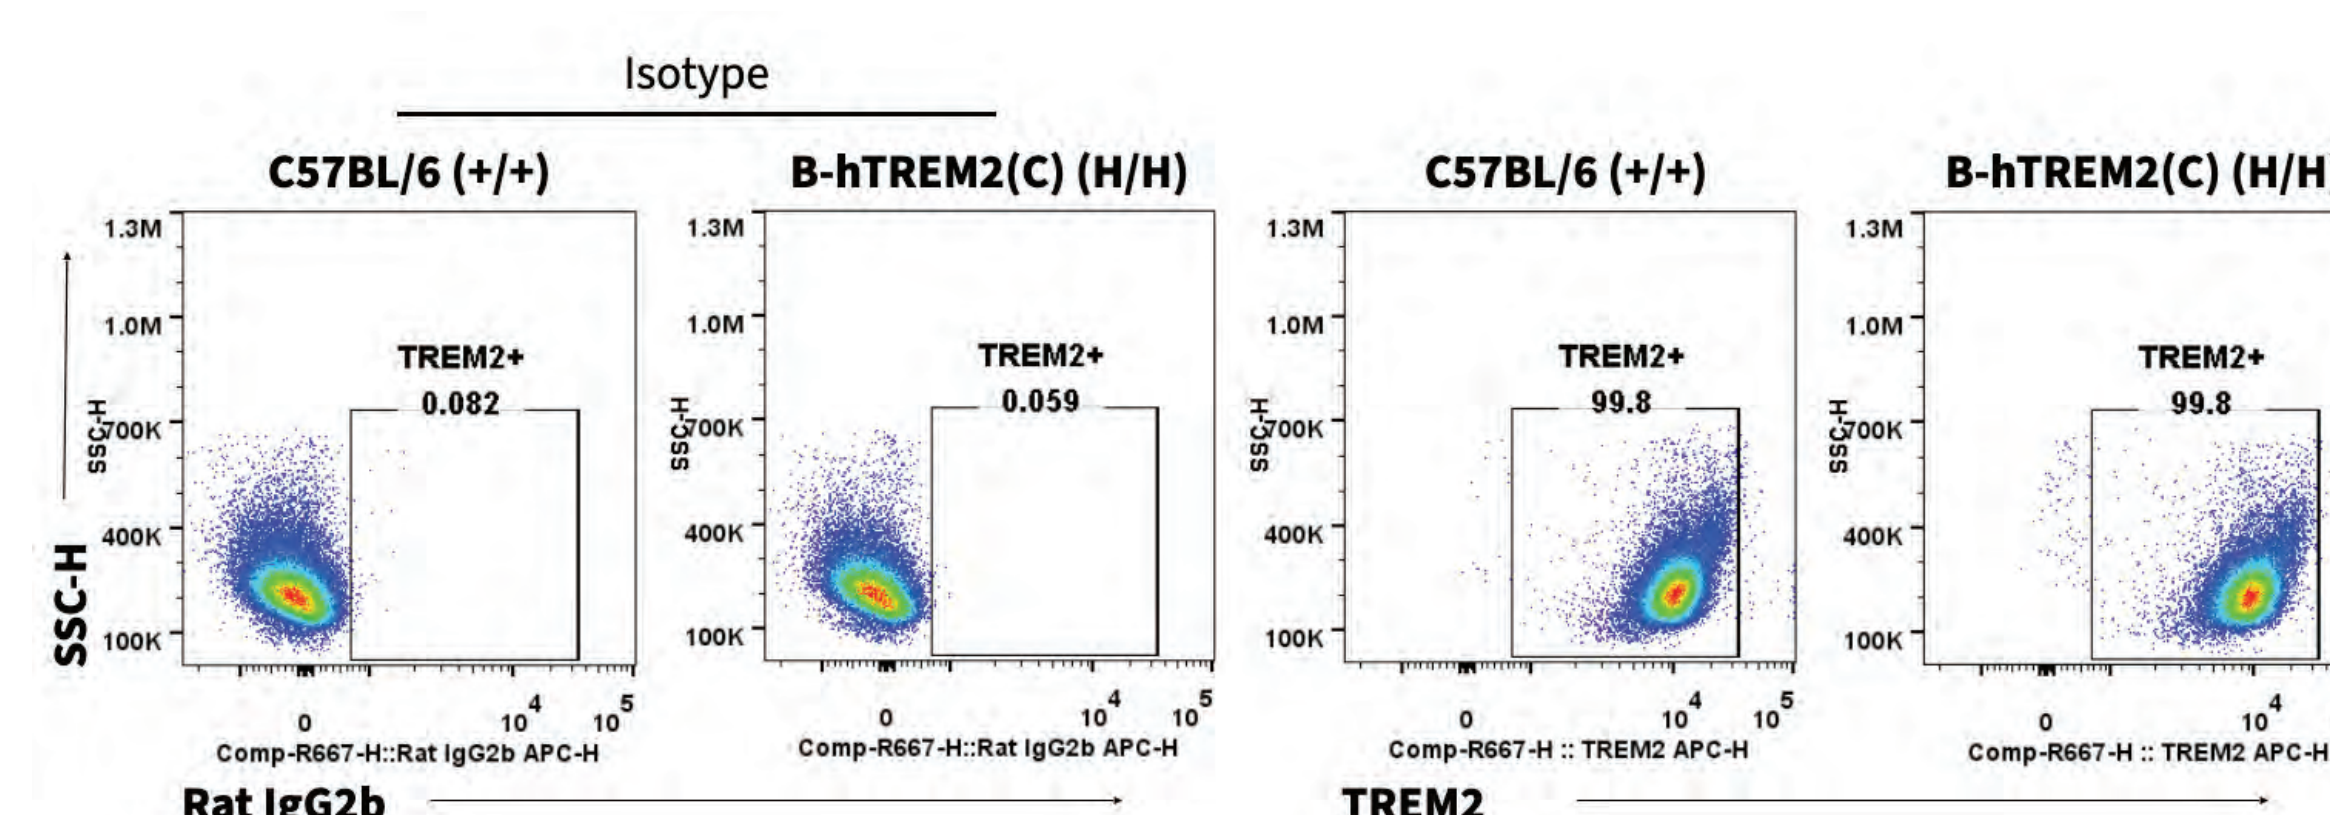 Isotype
C57BL/6 (+/+)
B-hTREM2(C) (H/H)
C57BL/6 (+/+)
B-hTREM2(C) (H/H
SSC-H
1.3M
1.0M
700K
400K
100K
SSC-H
TREM2+
0.082
0
10^4
10^5
Comp-R667-H::Rat IgG2b APC-H
1.3M
1.0M
700K
400K
100K
SSC-H
TREM2+
0.059
0
10^4
10^5
Comp-R667-H::Rat IgG2b APC-H
1.3M
1.0M
700K
400K
100K
SSC-H
TREM2+
99.8
0
10^4
10^5
Comp-R667-H :: TREM2 APC-H
1.3M
1.0M
700K
400K
100K
SSC-H
TREM2+
99.8
0
10^4
Comp-R667-H :: TREM2 APC-H
Rat IgG2b
TREM2